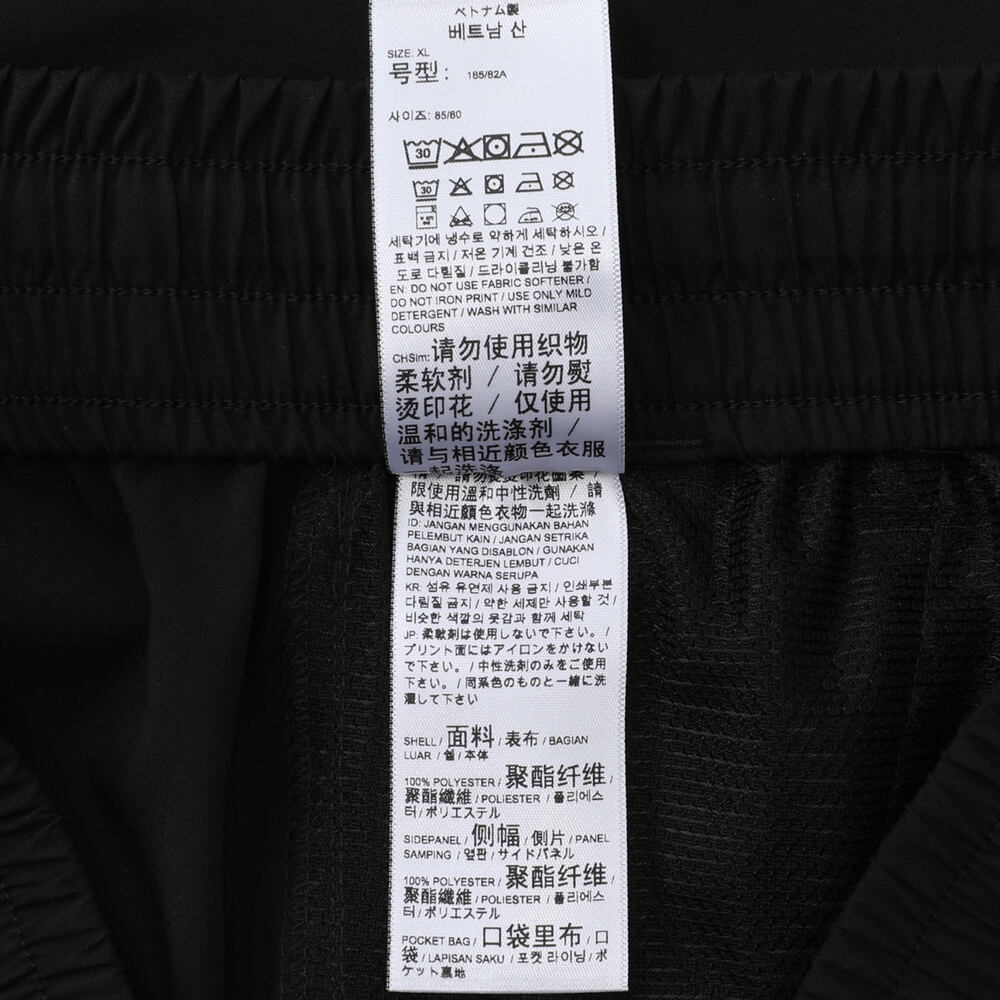 ベトナム製
베트남 산
SIZE: XL
号型: 185/82A
사이즈: 85/80
30
30
세탁기에 냉수로 약하게 세탁하시오 /
표백 금지 / 저온 기계 건조 / 낮은 온
도로 다림질 / 드라이클리닝 불가함
EN: DO NOT USE FABRIC SOFTENER /
DO NOT IRON PRINT / USE ONLY MILD
DETERGENT / WASH WITH SIMILAR
COLOURS
CHSim: 请勿使用织物
柔软剂 / 请勿熨
烫印花 / 仅使用
温和的洗涤剂 /
请与相近颜色衣服
一起洗涤
限使用溫和中性洗劑 / 請
與相近顏色衣物一起洗滌
ID: JANGAN MENGGUNAKAN BAHAN
PELEMBUT KAIN / JANGAN SETRIKA
BAGIAN YANG DISABLON / GUNAKAN
HANYA DETERJEN LEMBUT / CUCI
DENGAN WARNA SERUPA
KR: 섬유 유연제 사용 금지 / 인쇄부분
다림질 금지 / 약한 세제만 사용할 것 /
비슷한 색깔의 옷감과 함께 세탁
JP: 柔軟剤は使用しないで下さい。 /
プリント面にはアイロンをかけない
で下さい。 / 中性洗剤のみをご使用
下さい。 / 同系色のものと一緒に洗
濯して下さい
SHELL / 面料 / 表布 / BAGIAN
LUAR / 쉘 / 本体
100% POLYESTER / 聚酯纤维 /
聚酯纖維 / POLIESTER / 폴리에스
터 / ポリエステル
SIDEPANEL / 侧幅 / 側片 / PANEL
SAMPING / 옆판 / サイドパネル
100% POLYESTER / 聚酯纤维 /
聚酯纖維 / POLIESTER / 폴리에스
터 / ポリエステル
POCKET BAG / 口袋里布 / 口
袋 / LAPISAN SAKU / 포켓 라이닝 / ポ
ケット裏地